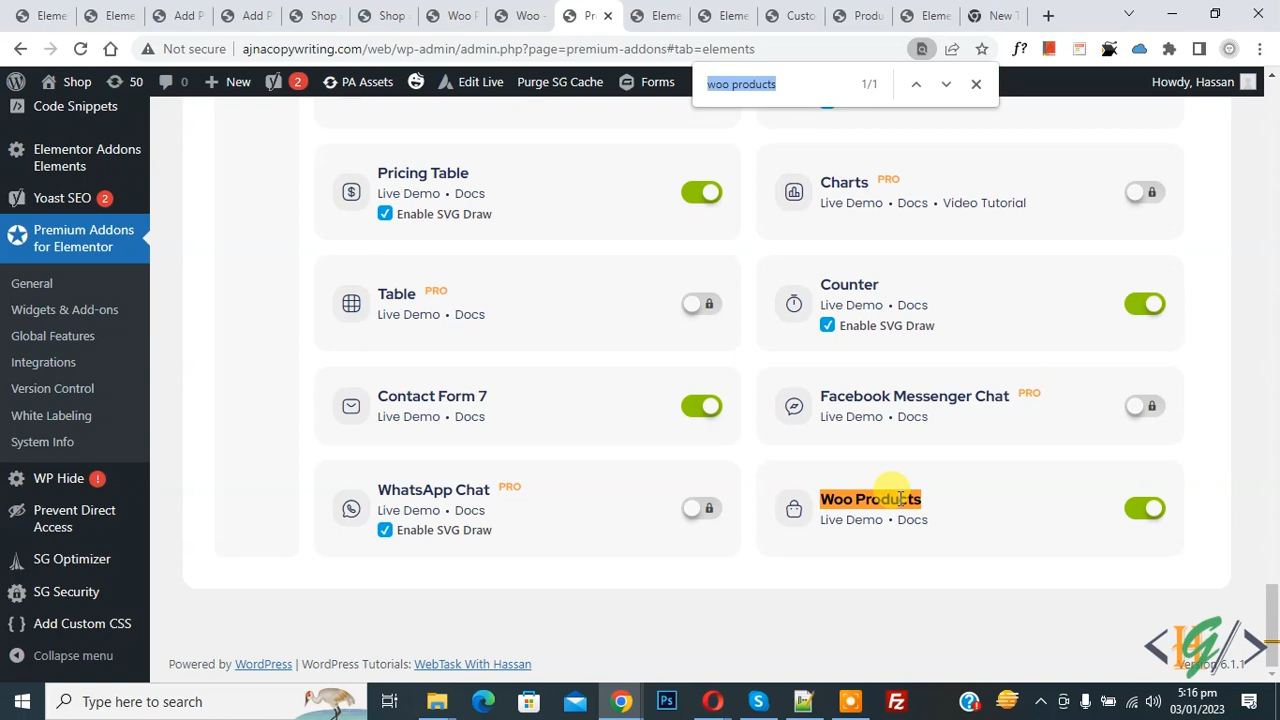 Eleme
Eleme
Add P
Add P
Shop
Shop
Woo P
Woo
Pr
Eleme
Eleme
Custo
Produ
Eleme
New T
Not secure
ajnacopywriting.com/web/wp-admin/admin.php?page=premium-addons#tab=elements
f?
Shop
50
0
New
2
PA Assets
Edit Live
Purge SG Cache
Forms
Howdy, Hassan
woo products
1/1
Code Snippets
Elementor Addons
Elements
Yoast SEO 2
Premium Addons
for Elementor
General
Widgets & Add-ons
Global Features
Integrations
Version Control
White Labeling
System Info
WP Hide !
Prevent Direct
Access
SG Optimizer
SG Security
Add Custom CSS
Collapse menu
Pricing Table
Live Demo • Docs
Enable SVG Draw
Charts PRO
Live Demo • Docs • Video Tutorial
Table PRO
Live Demo • Docs
Counter
Live Demo • Docs
Enable SVG Draw
Contact Form 7
Live Demo • Docs
Facebook Messenger Chat PRO
Live Demo • Docs
WhatsApp Chat PRO
Live Demo • Docs
Enable SVG Draw
Woo Products
Live Demo • Docs
Powered by WordPress | WordPress Tutorials: WebTask With Hassan
Version 6.1.1
Type here to search
Ps
5:16 pm
03/01/2023